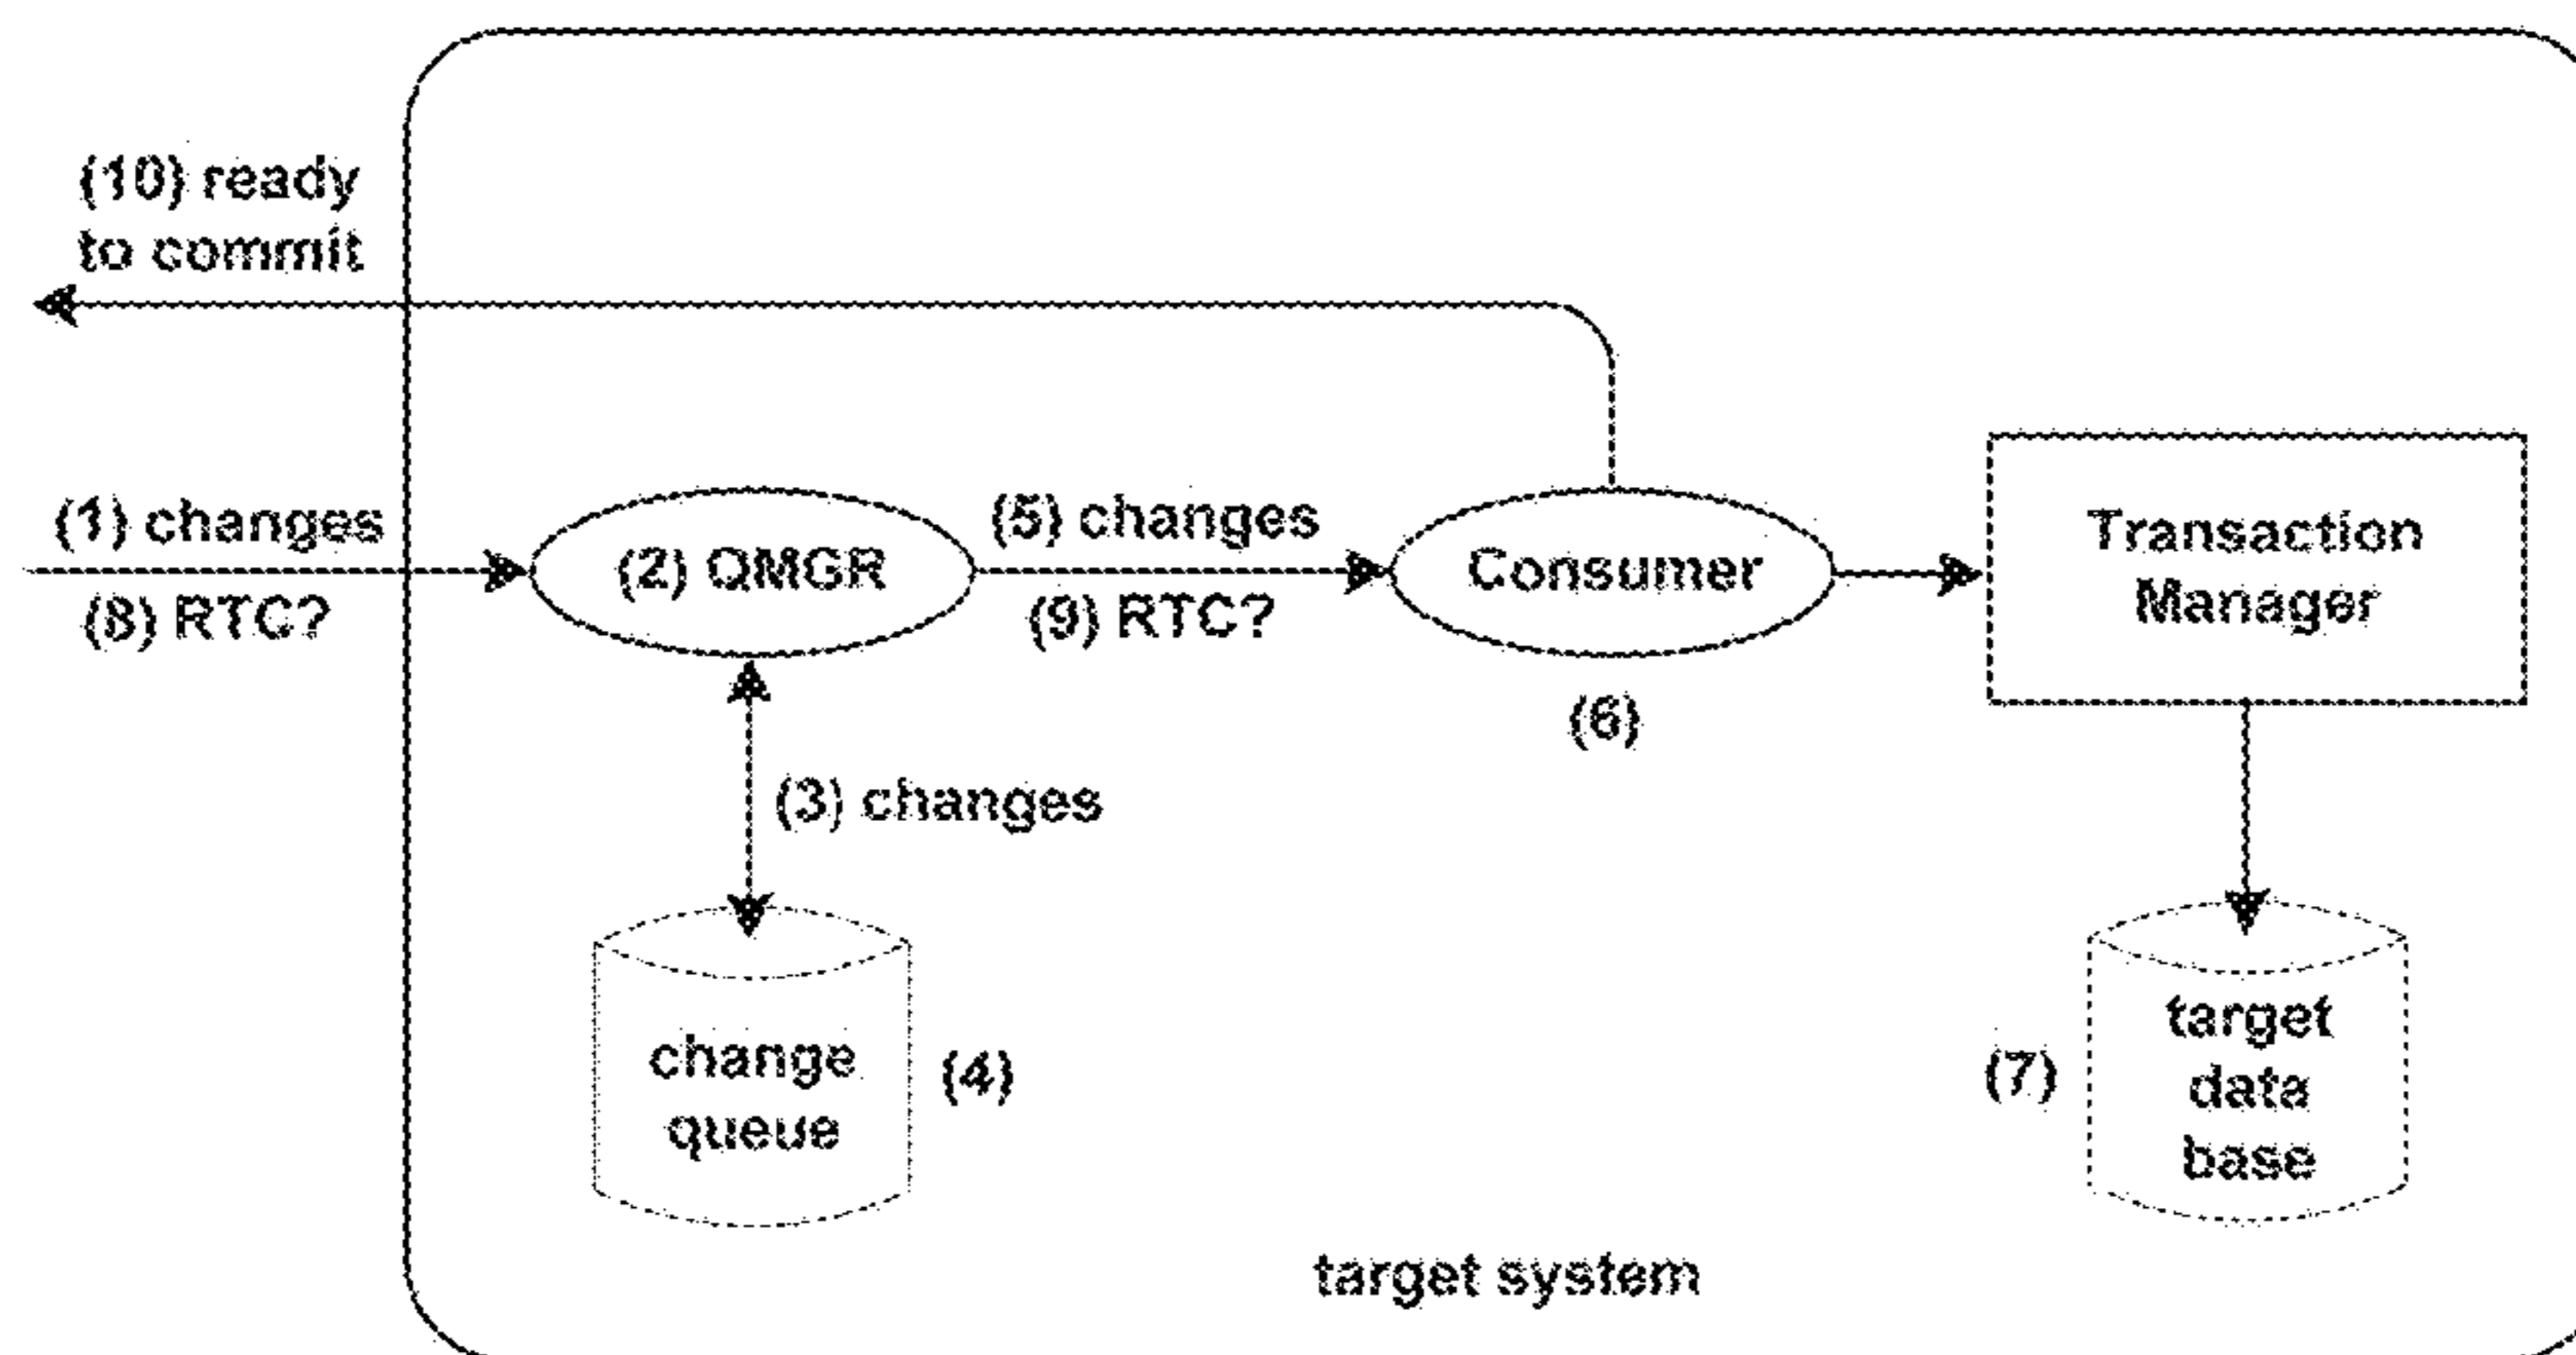 (10) ready
to commit
(1) changes
(8) RTC?
(2) QMGR
(5) changes
(9) RTC?
Consumer
(6)
Transaction
Manager
(3) changes
change
queue
(4)
(7)
target
data
base
target system